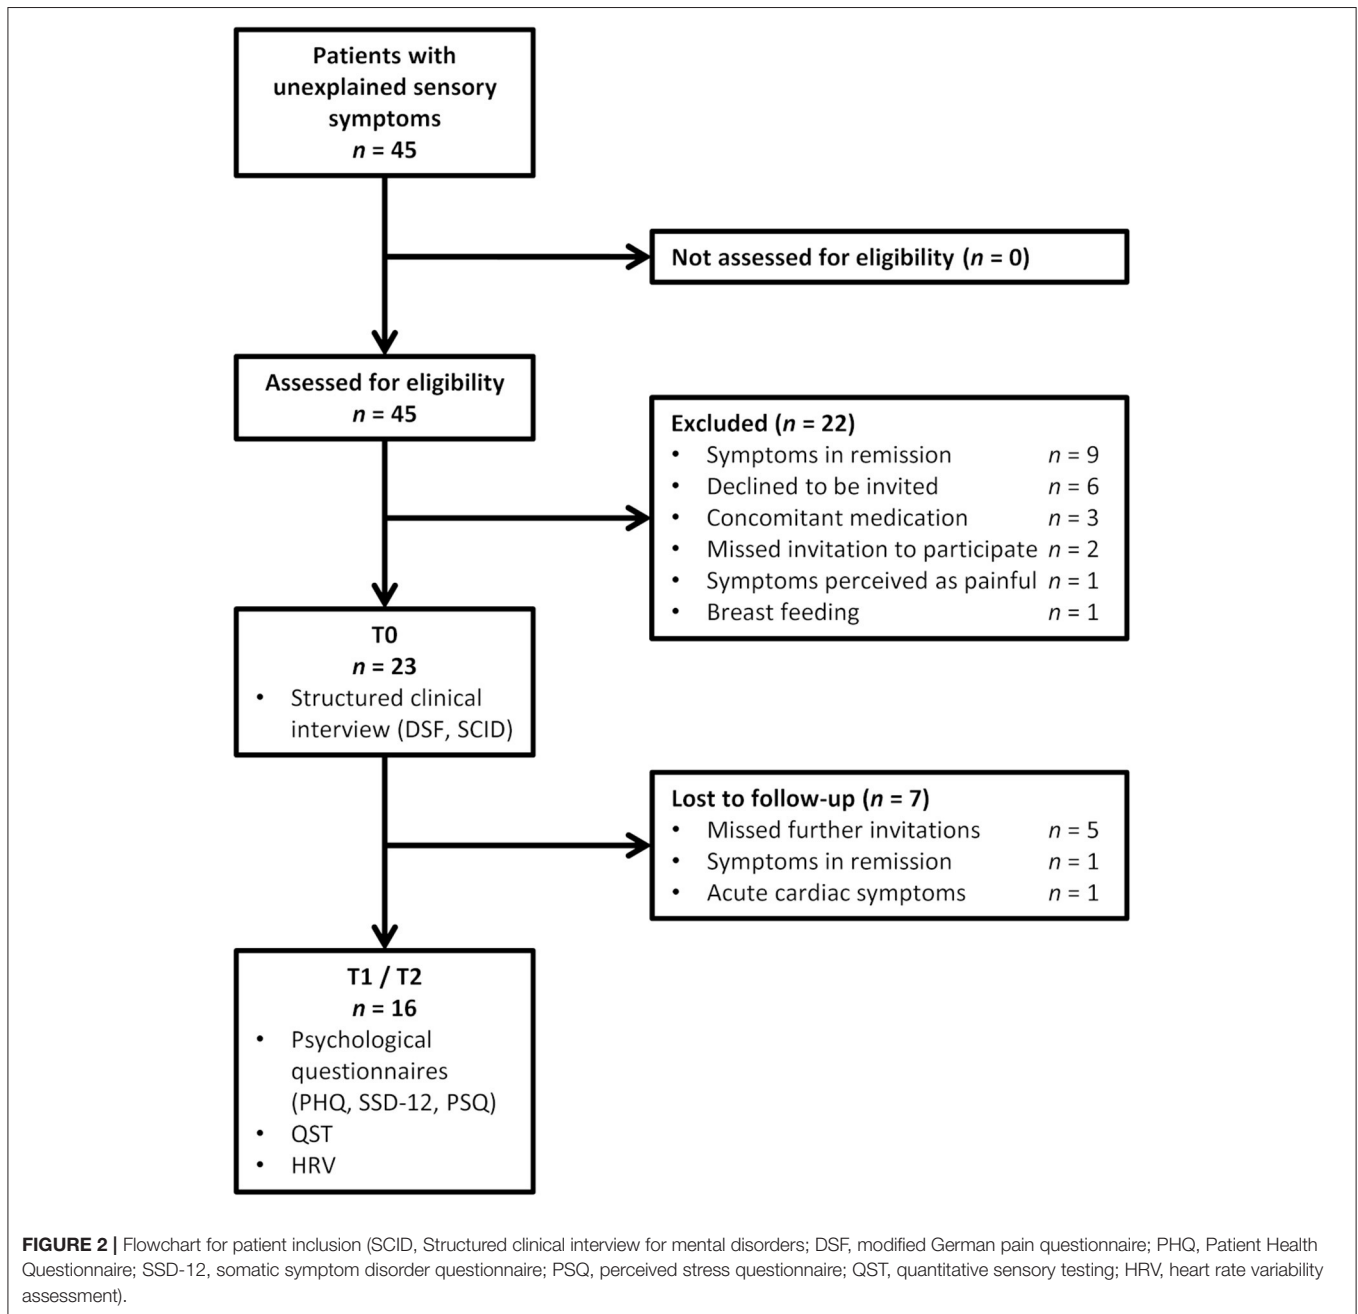 Patients with
unexplained sensory
symptoms
n = 45
Not assessed for eligibility (n = 0)
Assessed for eligibility
n = 45
Excluded (n = 22)
• Symptoms in remission n = 9
• Declined to be invited n = 6
• Concomitant medication n = 3
• Missed invitation to participate n = 2
• Symptoms perceived as painful n = 1
• Breast feeding n = 1
T0
n = 23
• Structured clinical
interview (DSF, SCID)
Lost to follow-up (n = 7)
• Missed further invitations n = 5
• Symptoms in remission n = 1
• Acute cardiac symptoms n = 1
T1 / T2
n = 16
• Psychological
questionnaires
(PHQ, SSD-12, PSQ)
• QST
• HRV
FIGURE 2 | Flowchart for patient inclusion (SCID, Structured clinical interview for mental disorders; DSF, modified German pain questionnaire; PHQ, Patient Health
Questionnaire; SSD-12, somatic symptom disorder questionnaire; PSQ, perceived stress questionnaire; QST, quantitative sensory testing; HRV, heart rate variability
assessment).